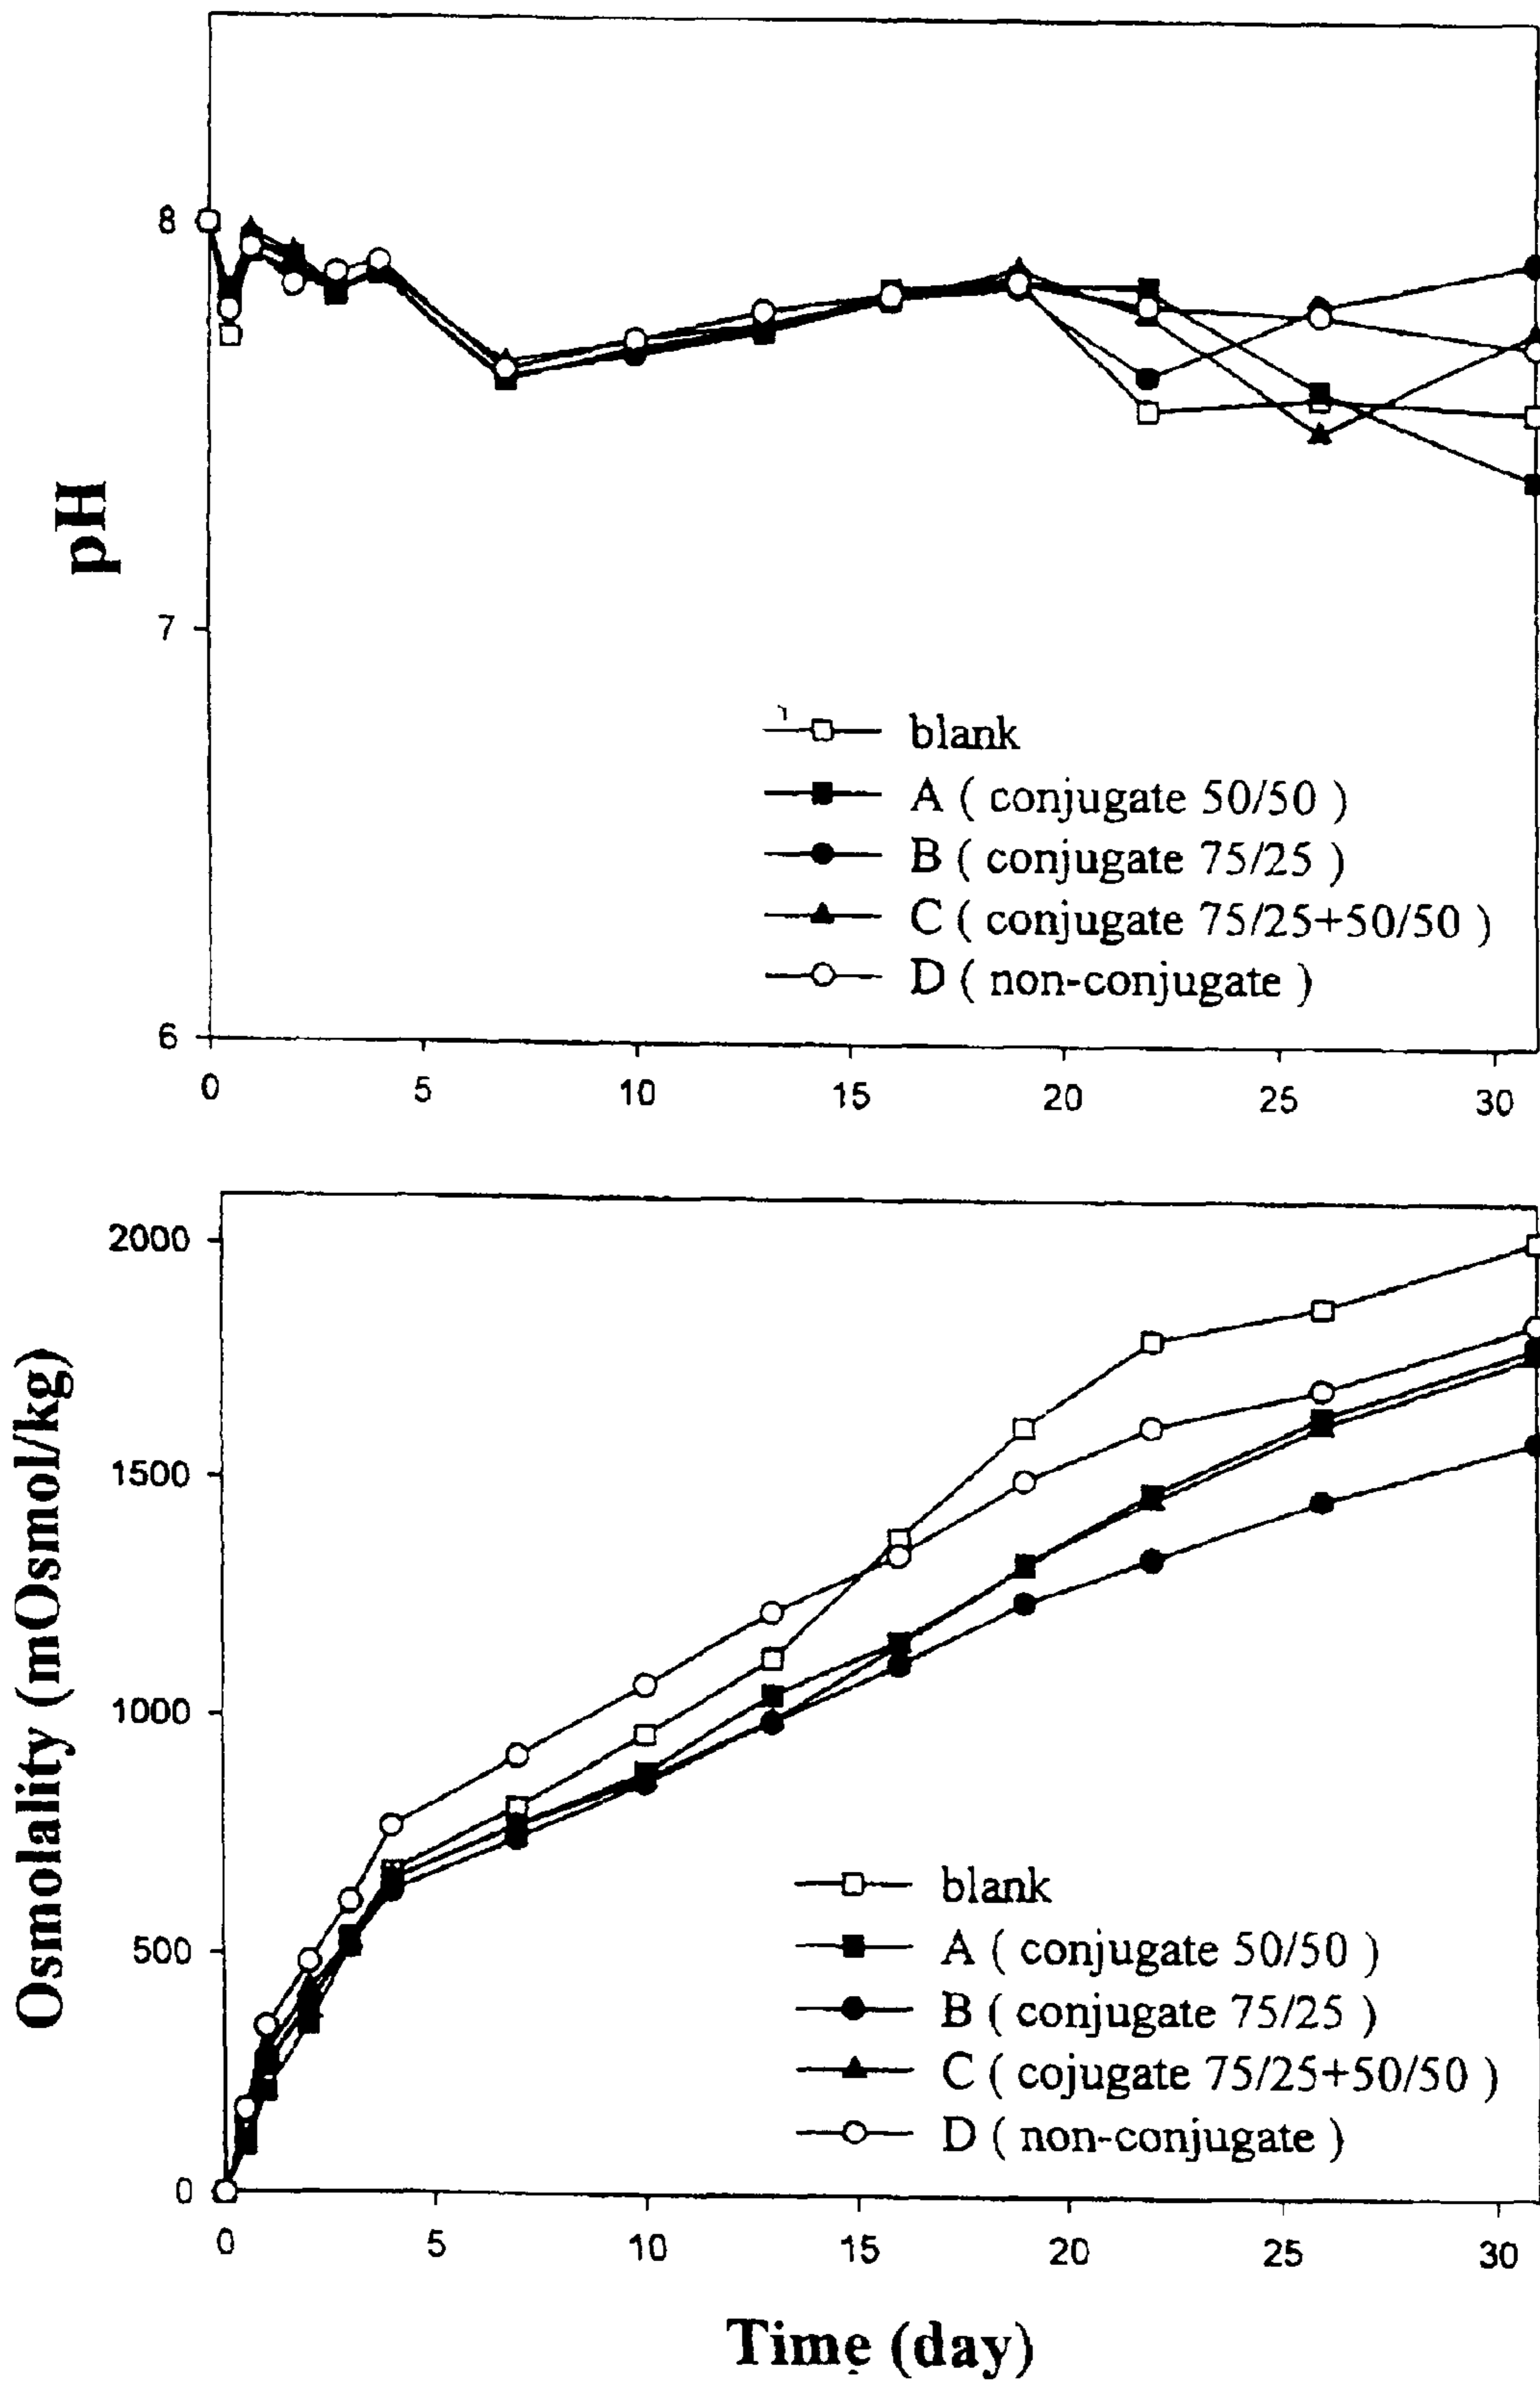 8
pH
7
blank
A ( conjugate 50/50 )
B ( conjugate 75/25 )
C ( conjugate 75/25+50/50 )
D ( non-conjugate )
6
0 5 10 15 20 25 30
2000
Osmolality (mOsmol/kg)
1500
1000
500
blank
A ( conjugate 50/50 )
B ( conjugate 75/25 )
C ( cojugate 75/25+50/50 )
D ( non-conjugate )
0
0 5 10 15 20 25 30
Time (day)